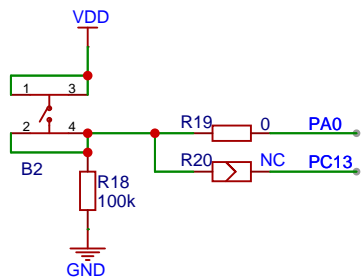 VDD
1 3
2 4
B2
R19 0 PA0
R20 NC PC13
R18
100k
GND